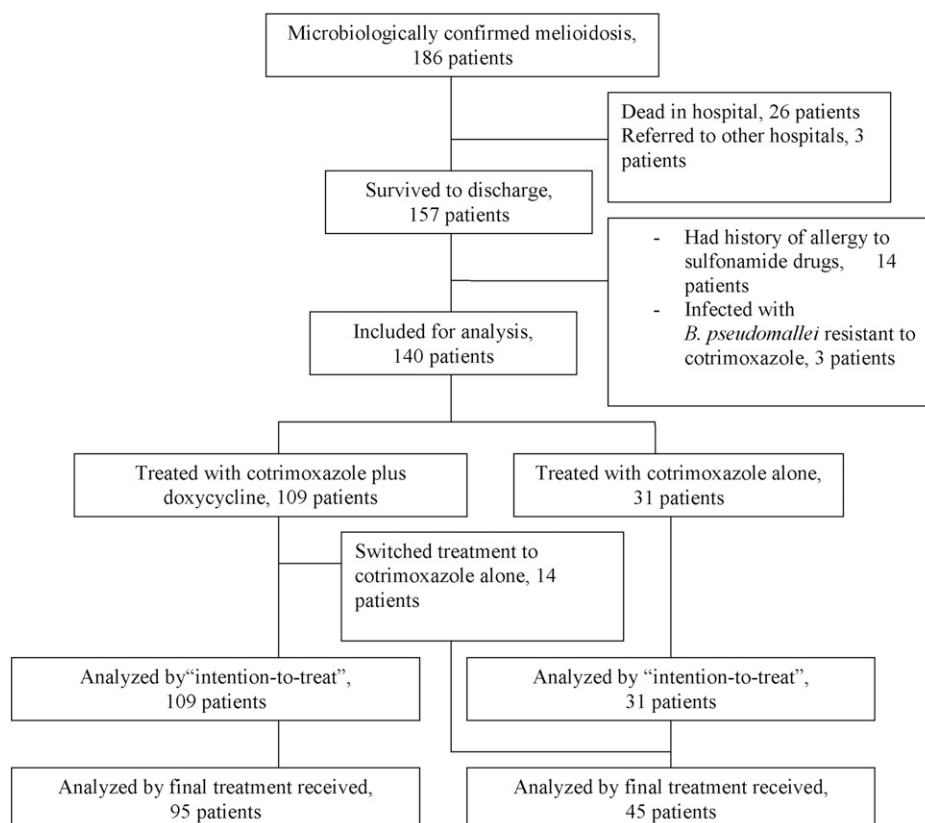 Microbiologically confirmed melioidosis,
186 patients
Dead in hospital, 26 patients
Referred to other hospitals, 3
patients
Survived to discharge,
157 patients
- Had history of allergy to
sulfonamide drugs, 14
patients
- Infected with
B. pseudomallei resistant to
cotrimoxazole, 3 patients
Included for analysis,
140 patients
Treated with cotrimoxazole plus
doxycycline, 109 patients
Treated with cotrimoxazole alone,
31 patients
Switched treatment to
cotrimoxazole alone, 14
patients
Analyzed by“intention-to-treat”,
109 patients
Analyzed by “intention-to-treat”,
31 patients
Analyzed by final treatment received,
95 patients
Analyzed by final treatment received,
45 patients